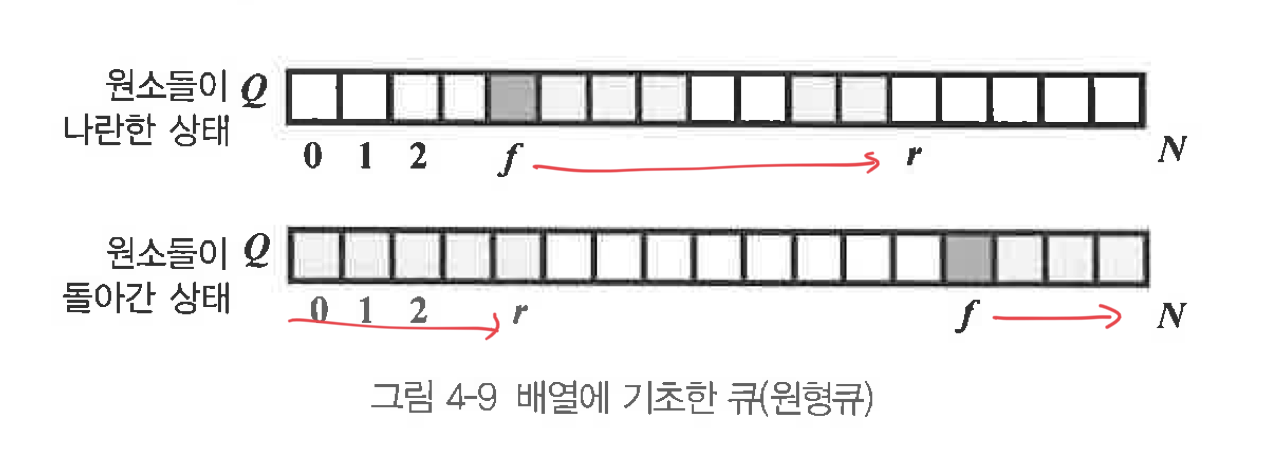 원소들이 나란한 상태 Q
0 1 2 f r N
원소들이 돌아간 상태 Q
0 1 2 r f N
그림 4-9 배열에 기초한 큐(원형큐)